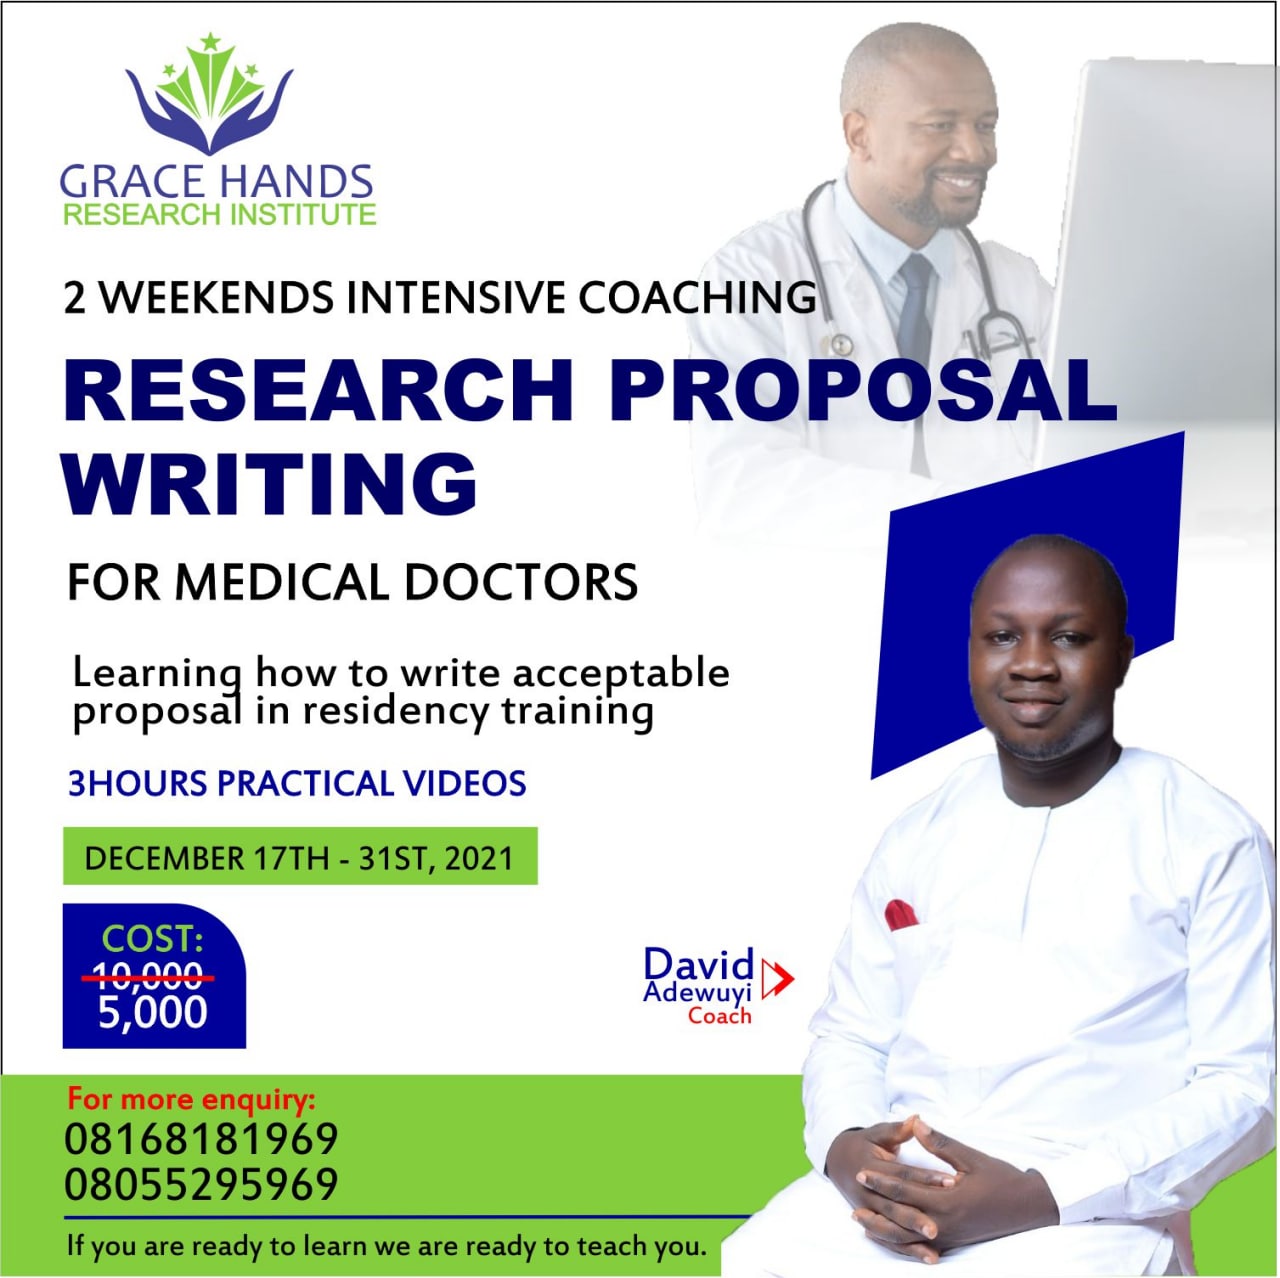 GRACE HANDS
RESEARCH INSTITUTE
2 WEEKENDS INTENSIVE COACHING
RESEARCH PROPOSAL
WRITING
FOR MEDICAL DOCTORS
Learning how to write acceptable
proposal in residency training
3HOURS PRACTICAL VIDEOS
DECEMBER 17TH - 31ST, 2021
COST:
10,000
5,000
David
Adewuyi
Coach
For more enquiry:
08168181969
08055295969
If you are ready to learn we are ready to teach you.